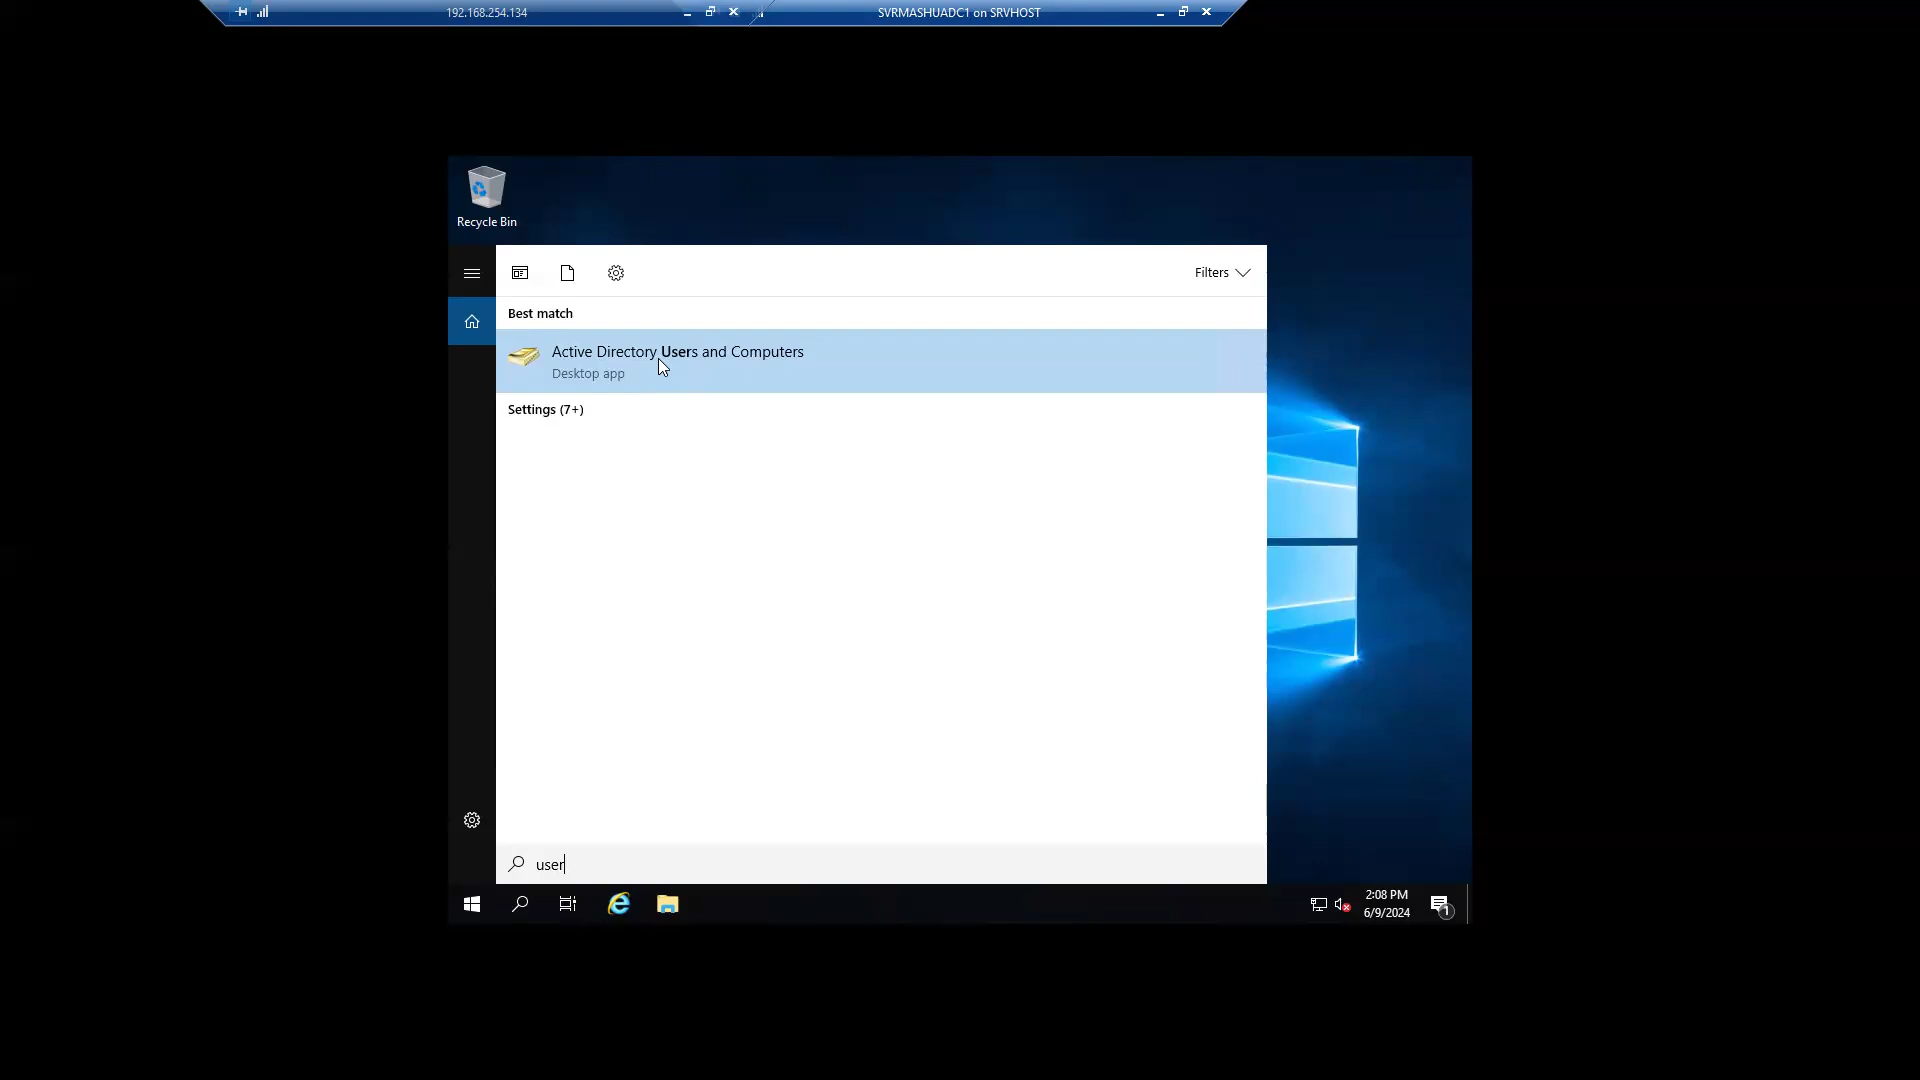 192.168.254.134
SVRMASHUADC1 on SRVHOST
Recycle Bin
Filters
Best match
Active Directory Users and Computers
Desktop app
Settings (7+)
user
2:08 PM
6/9/2024
1